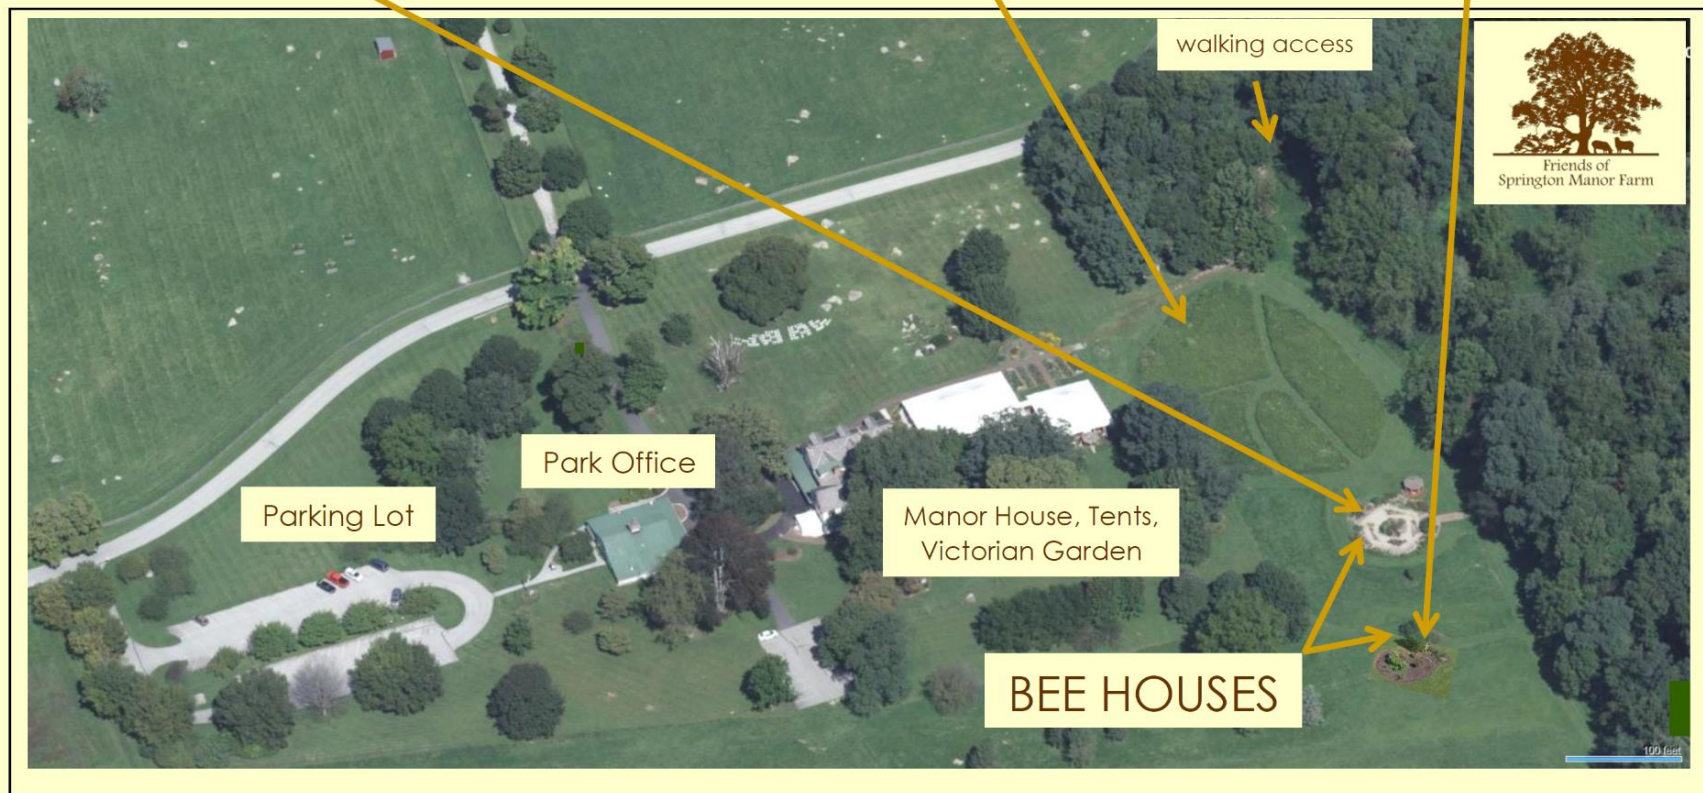 walking access
Friends of
Springton Manor Farm
Park Office
Parking Lot
Manor House, Tents,
Victorian Garden
BEE HOUSES
100 feet